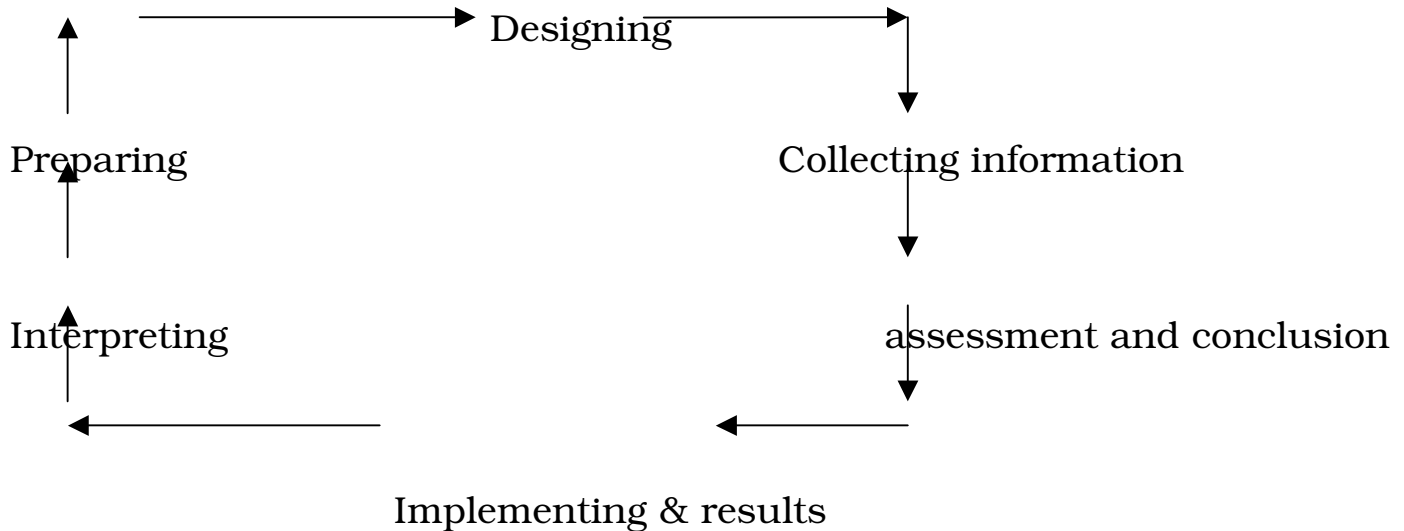 Designing
Preparing
Collecting information
Interpreting
assessment and conclusion
Implementing & results